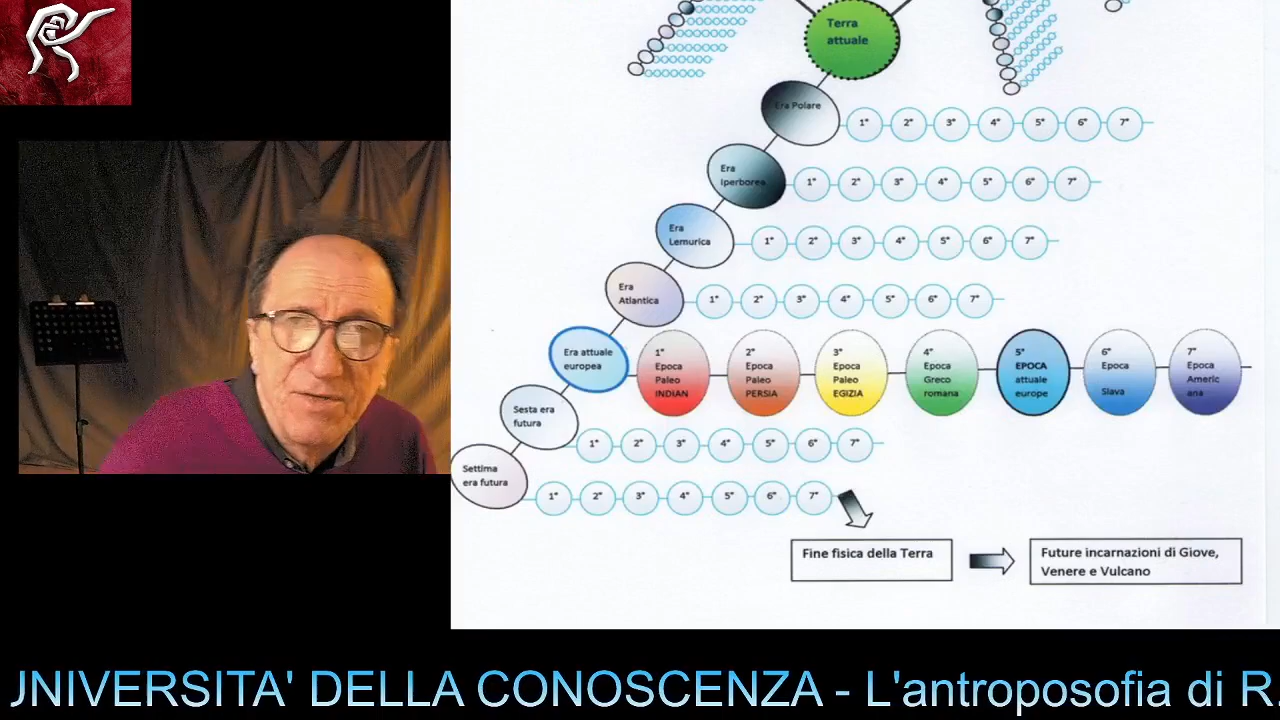 Terra
attuale
Era Polare
1° 2° 3° 4° 5° 6° 7°
Era
Iperborea
1° 2° 3° 4° 5° 6° 7°
Era
Lemurica
1° 2° 3° 4° 5° 6° 7°
Era
Atlantica
1° 2° 3° 4° 5° 6° 7°
Era attuale
europea
1°
Epoca
Paleo
INDIAN
2°
Epoca
Paleo
PERSIA
3°
Epoca
Paleo
EGIZIA
4°
Epoca
Greco
romana
5°
EPOCA
attuale
europe
6°
Epoca
Slava
7°
Epoca
Americ
ana
Sesta era
futura
1° 2° 3° 4° 5° 6° 7°
Settima
era futura
1° 2° 3° 4° 5° 6° 7°
Fine fisica della Terra
Future incarnazioni di Giove,
Venere e Vulcano
UNIVERSITA' DELLA CONOSCENZA - L'antroposofia di R.